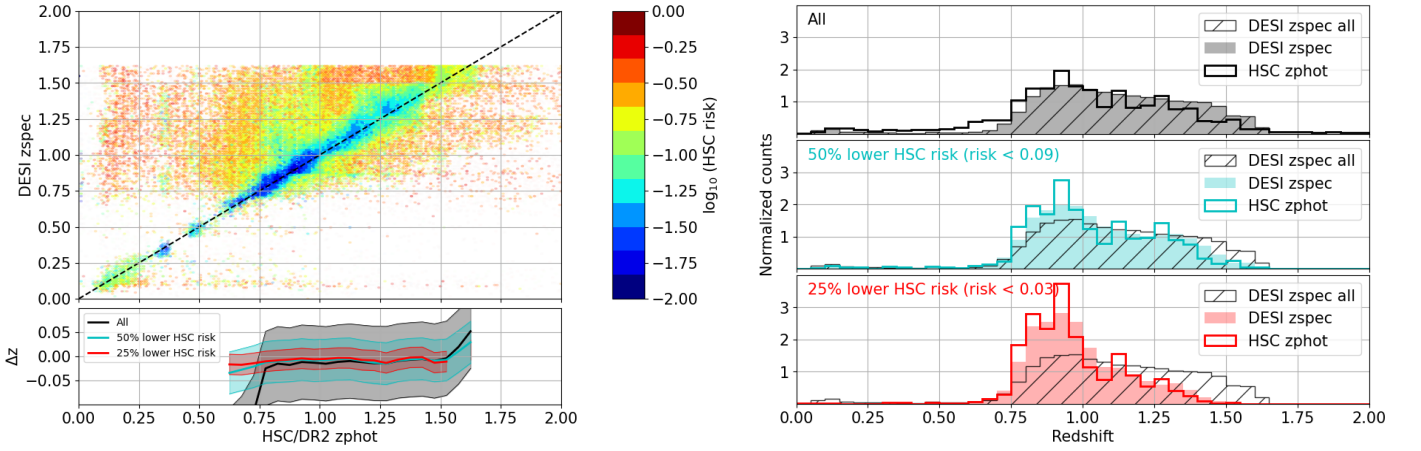 2.00
1.75
1.50
1.25
1.00
0.75
0.50
0.25
0.00
DESI zspec
0.00
−0.25
−0.50
−0.75
−1.00
−1.25
−1.50
−1.75
−2.00
log10 (HSC risk)
0.05
0.00
−0.05
Δz
All
50% lower HSC risk
25% lower HSC risk
0.00 0.25 0.50 0.75 1.00 1.25 1.50 1.75 2.00
HSC/DR2 zphot
Normalized counts
All
3
2
1
DESI zspec all
DESI zspec
HSC zphot
50% lower HSC risk (risk < 0.09)
3
2
1
DESI zspec all
DESI zspec
HSC zphot
25% lower HSC risk (risk < 0.03)
3
2
1
DESI zspec all
DESI zspec
HSC zphot
0.00 0.25 0.50 0.75 1.00 1.25 1.50 1.75 2.00
Redshift